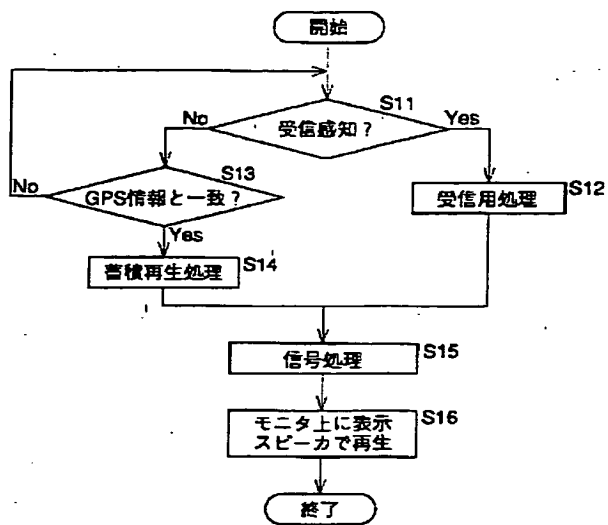 開始
S11
No
受信感知？
Yes
S13
No
GPS情報と一致？
S12
受信用処理
Yes
蓄積再生処理
S14
信号処理
S15
モニタ上に表示
スピーカで再生
S16
終了